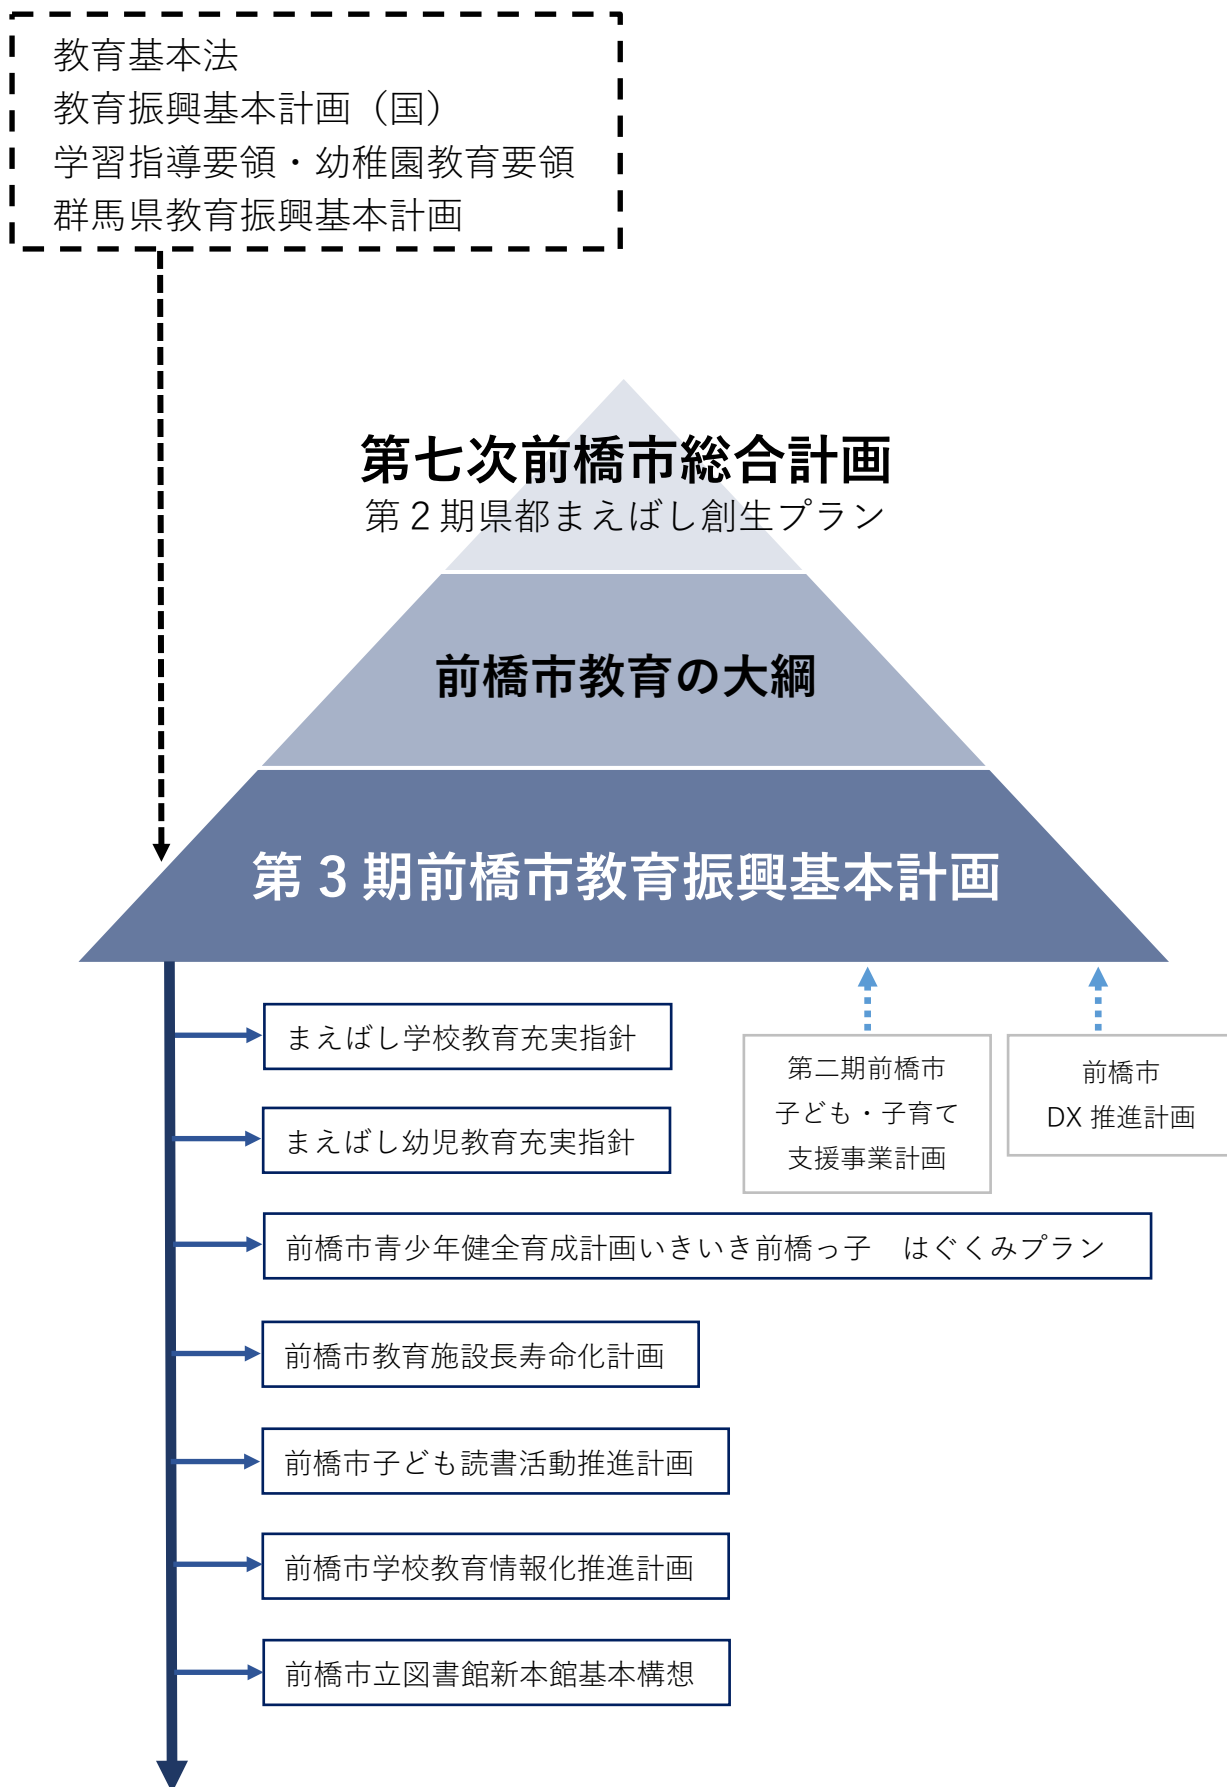 教育基本法
教育振興基本計画（国）
学習指導要領・幼稚園教育要領
群馬県教育振興基本計画
第七次前橋市総合計画
第２期県都まえばし創生プラン
前橋市教育の大綱
第３期前橋市教育振興基本計画
まえばし学校教育充実指針
まえばし幼児教育充実指針
第二期前橋市
子ども・子育て
支援事業計画
前橋市
DX 推進計画
前橋市青少年健全育成計画いきいき前橋っ子　はぐくみプラン
前橋市教育施設長寿命化計画
前橋市子ども読書活動推進計画
前橋市学校教育情報化推進計画
前橋市立図書館新本館基本構想